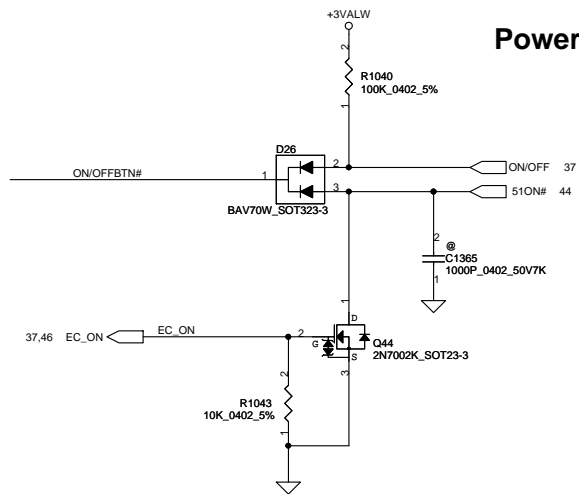 +3VALW
Power
2
R1040
100K_0402_5%
1
D26
ON/OFFBTN#
1
2
ON/OFF 37
3
51ON# 44
BAV70W_SOT323-3
2
@
C1365
1000P_0402_50V7K
1
1
D
37,46 EC_ON
EC_ON
2
G
S
Q44
2N7002K_SOT23-3
3
2
R1043
10K_0402_5%
1